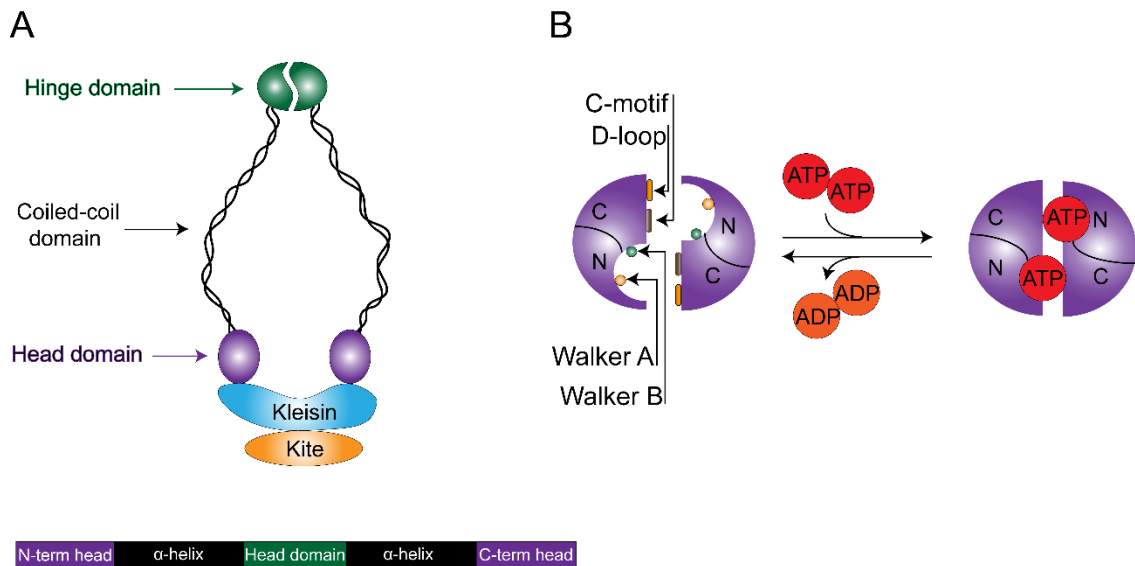 A
Hinge domain
Coiled-coil
domain
Head domain
Kleisin
Kite
N-term head α-helix Head domain α-helix C-term head
B
C-motif
D-loop
C
N
N
C
Walker A
Walker B
ATP
ATP
ADP
ADP
C
N
ATP
N
ATP
C